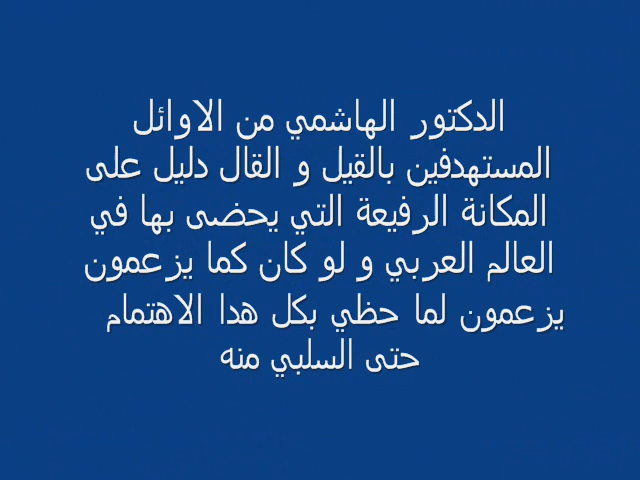 الدكتور الهاشمي من الاوائل
المستهدفين بالقيل و القال دليل على
المكانة الرفيعة التي يحضى بها في
العالم العربي و لو كان كما يزعمون
يزعمون لما حظي بكل هدا الاهتمام
حتى السلبي منه